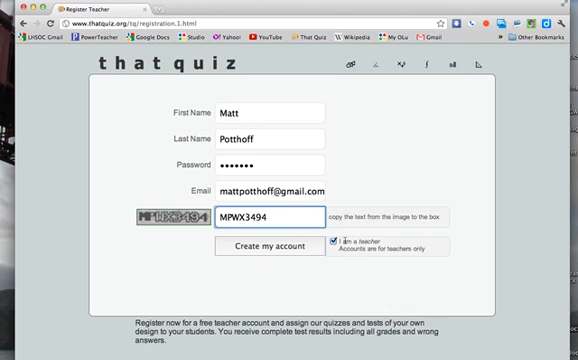 Register Teacher
www.thatquiz.org/tq/registration.1.html
LHSOC Gmail PowerTeacher Google Docs Studio Yahoo! YouTube That Quiz Wikipedia My OLu Gmail Other Bookmarks
that quiz
First Name Matt
Last Name Potthoff
Password •••••••
Email mattpotthoff@gmail.com
MPWX3494 MPWX3494 copy the text from the image to the box
Create my account I am a teacher
Accounts are for teachers only
Register now for a free teacher account and assign our quizzes and tests of your own
design to your students. You receive complete test results including all grades and wrong
answers.